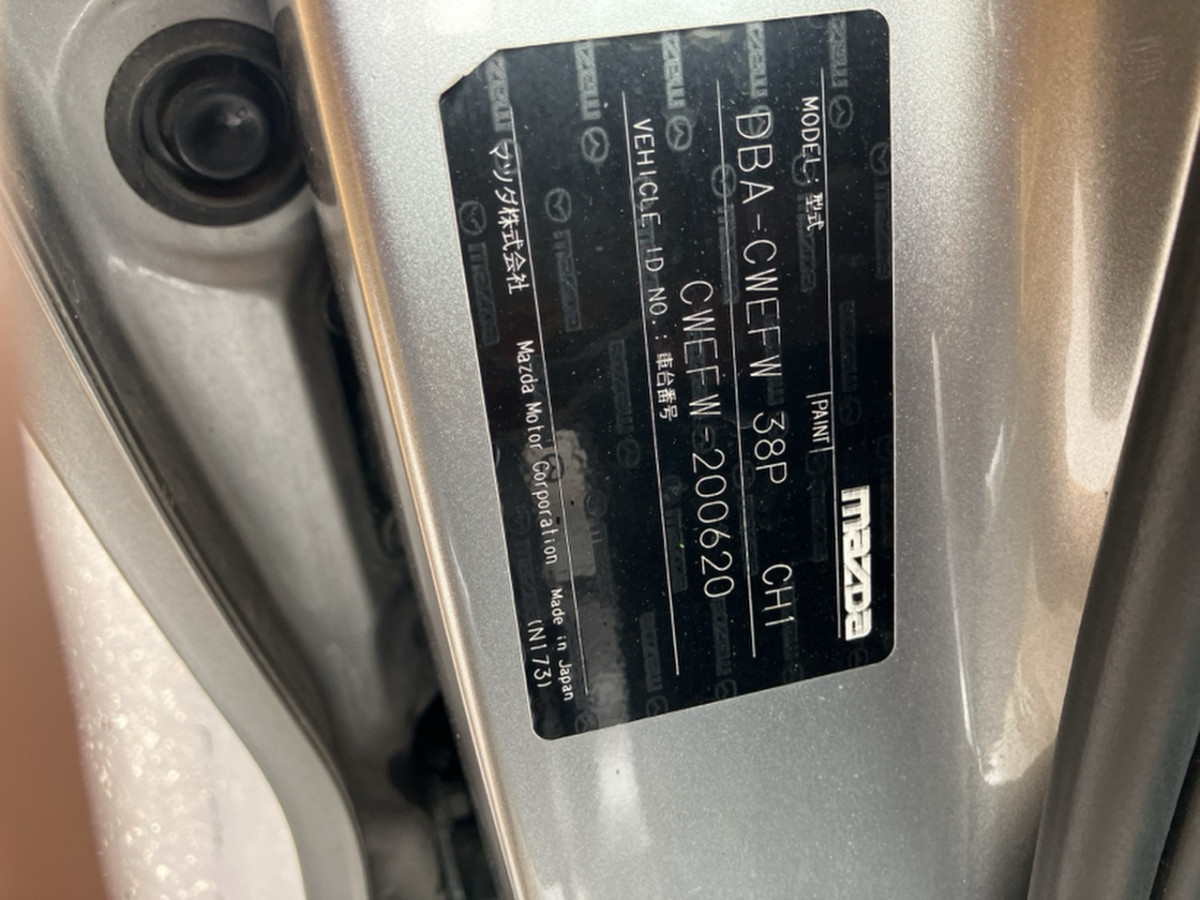 mazda
MODEL: 型式 PAINT
DBA-CWEFW 38P CH1
CWEFW-200620
VEHICLE ID NO.: 車台番号
マツダ株式会社 Mazda Motor Corporation Made in Japan
(N173)